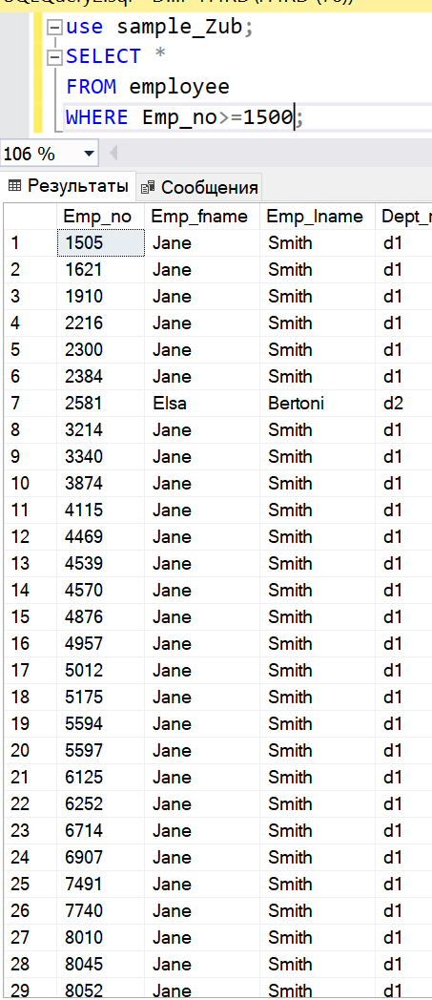 use sample_Zub;
SELECT *
FROM employee
WHERE Emp_no>=1500;
106 %
Результаты Сообщения
Emp_no Emp_fname Emp_lname
1 1505 Jane Smith d1
2 1621 Jane Smith d1
3 1910 Jane Smith d1
4 2216 Jane Smith d1
5 2300 Jane Smith d1
6 2384 Jane Smith d1
7 2581 Elsa Bertoni d2
8 3214 Jane Smith d1
9 3340 Jane Smith d1
10 3874 Jane Smith d1
11 4115 Jane Smith d1
12 4469 Jane Smith d1
13 4539 Jane Smith d1
14 4570 Jane Smith d1
15 4876 Jane Smith d1
16 4957 Jane Smith d1
17 5012 Jane Smith d1
18 5175 Jane Smith d1
19 5594 Jane Smith d1
20 5597 Jane Smith d1
21 6125 Jane Smith d1
22 6252 Jane Smith d1
23 6714 Jane Smith d1
24 6907 Jane Smith d1
25 7491 Jane Smith d1
26 7740 Jane Smith d1
27 8010 Jane Smith d1
28 8045 Jane Smith d1
29 8052 Jane Smith d1